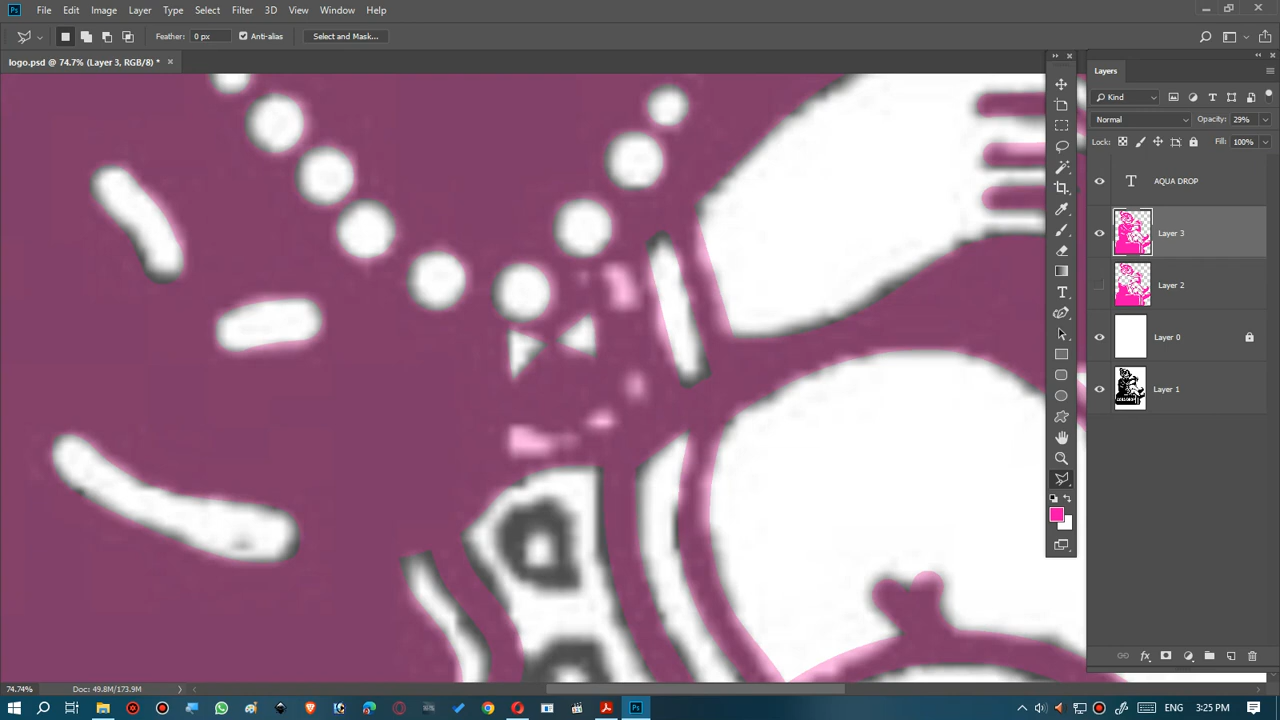 Ps File Edit Image Layer Type Select Filter 3D View Window Help
Feather: 0 px Anti-alias Select and Mask...
logo.psd @ 74.7% (Layer 3, RGB/8) *
Layers
Kind
Normal Opacity: 29%
Lock: Fill: 100%
T AQUA DROP
Layer 3
Layer 2
Layer 0
Layer 1
74.74% Doc: 49.8M/173.9M
ENG 3:25 PM